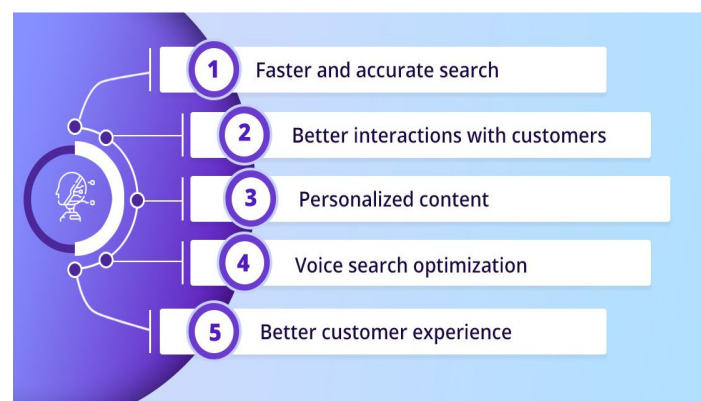 1 Faster and accurate search
2 Better interactions with customers
3 Personalized content
4 Voice search optimization
5 Better customer experience